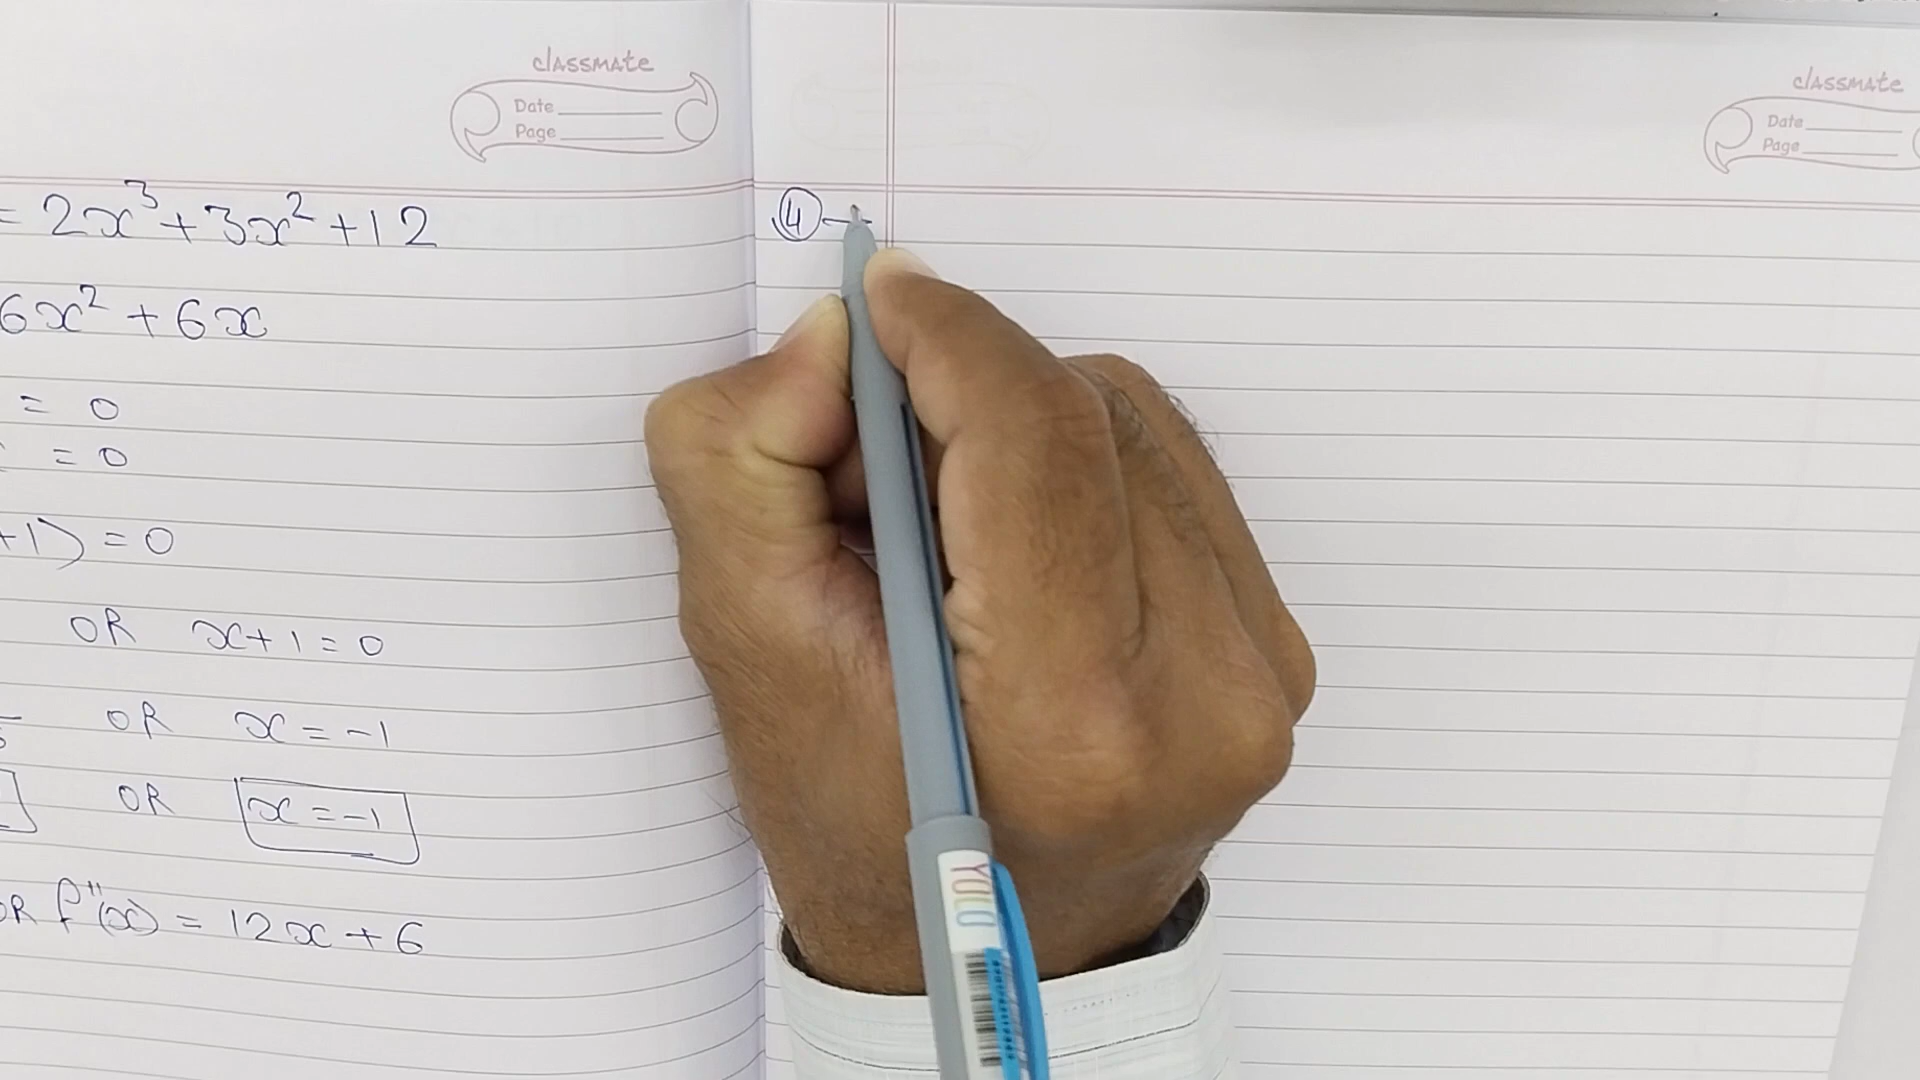 classmate
Date
Page
= 2x³ + 3x² + 12
6x² + 6x
= 0
= 0
+1) = 0
OR x + 1 = 0
OR x = -1
OR x = -1
OR f''(x) = 12x + 6
classmate
Date
Page
4 →
YOLO